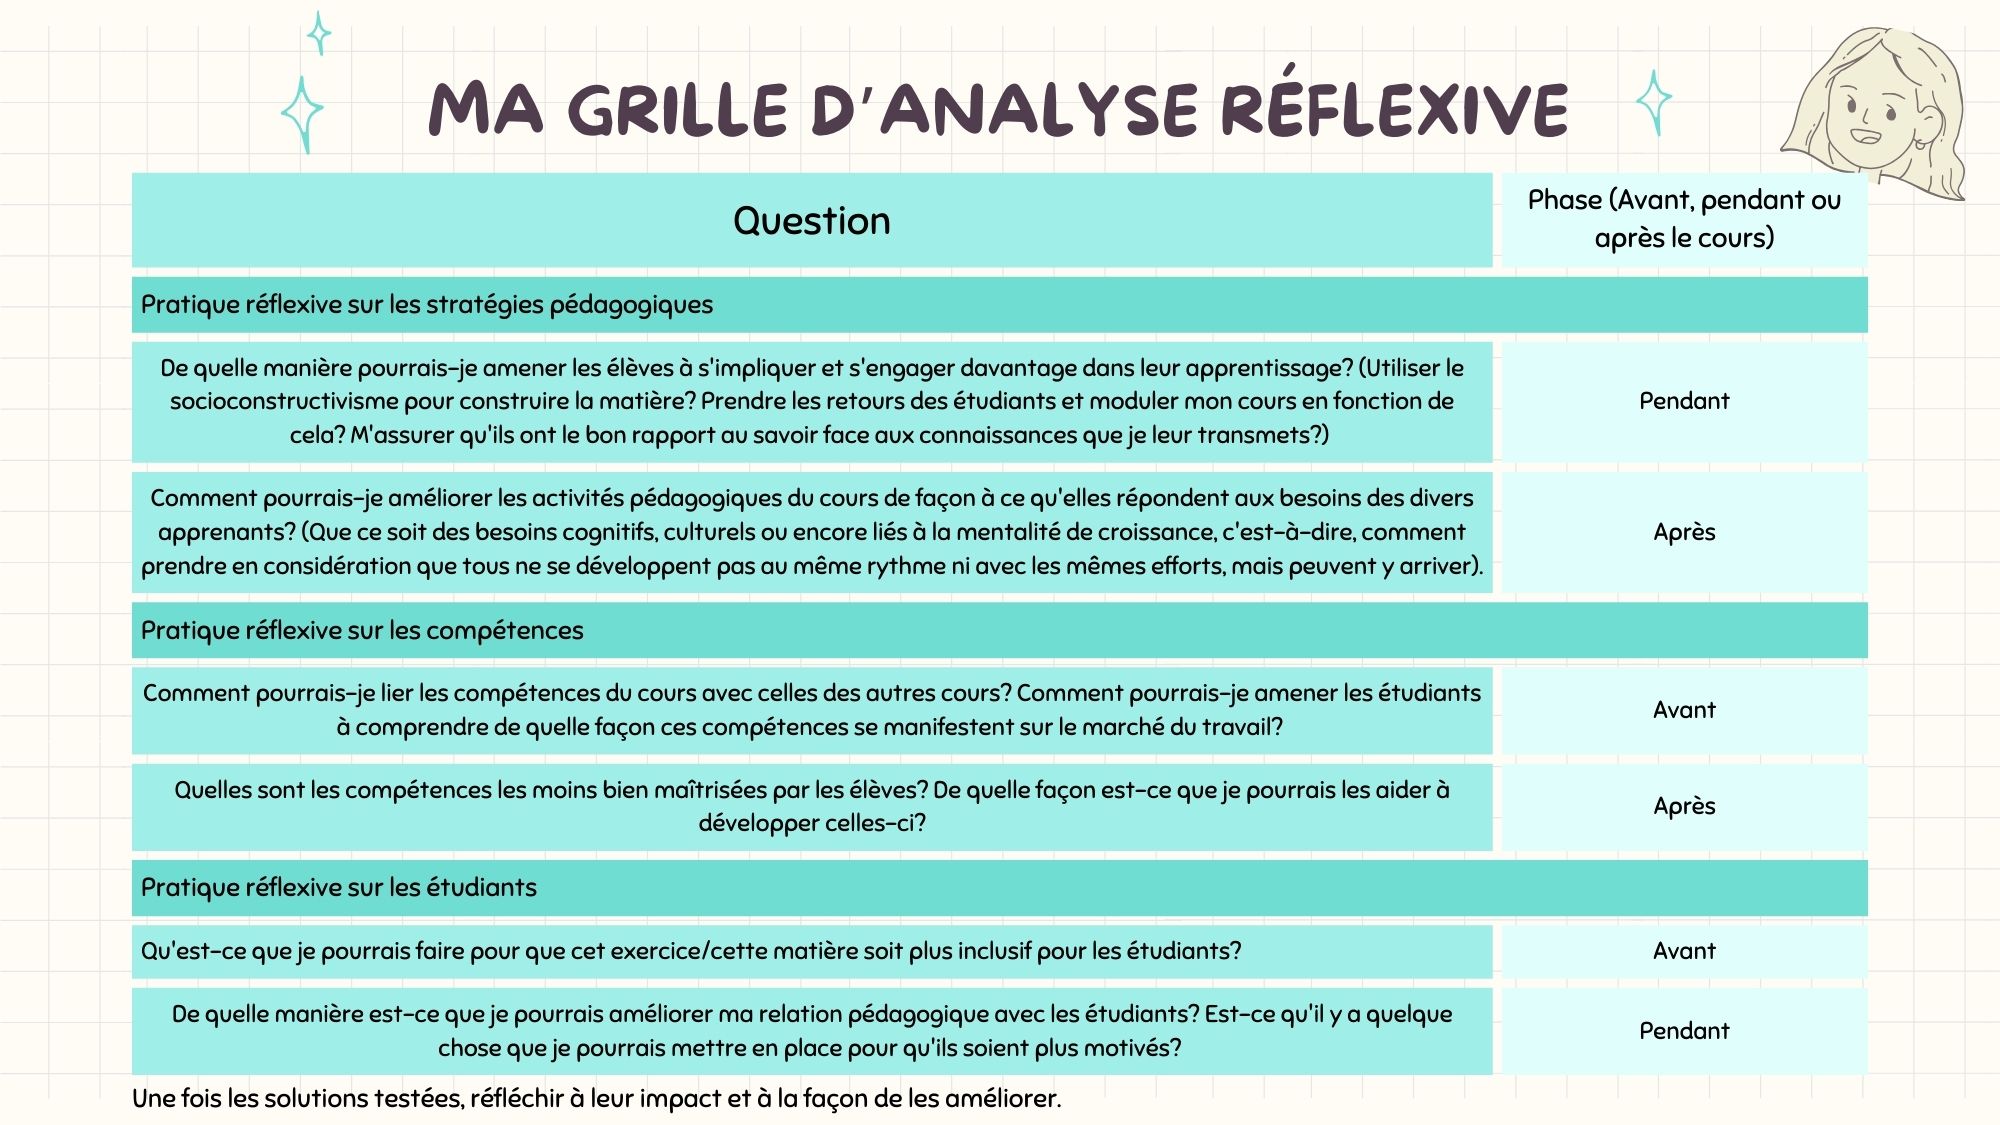 MA GRILLE D'ANALYSE RÉFLEXIVE
Question
Phase (Avant, pendant ou
après le cours)
Pratique réflexive sur les stratégies pédagogiques
De quelle manière pourrais-je amener les élèves à s'impliquer et s'engager davantage dans leur apprentissage? (Utiliser le
socioconstructivisme pour construire la matière? Prendre les retours des étudiants et moduler mon cours en fonction de
cela? M'assurer qu'ils ont le bon rapport au savoir face aux connaissances que je leur transmets?)
Pendant
Comment pourrais-je améliorer les activités pédagogiques du cours de façon à ce qu'elles répondent aux besoins des divers
apprenants? (Que ce soit des besoins cognitifs, culturels ou encore liés à la mentalité de croissance, c'est-à-dire, comment
prendre en considération que tous ne se développent pas au même rythme ni avec les mêmes efforts, mais peuvent y arriver).
Après
Pratique réflexive sur les compétences
Comment pourrais-je lier les compétences du cours avec celles des autres cours? Comment pourrais-je amener les étudiants
à comprendre de quelle façon ces compétences se manifestent sur le marché du travail?
Avant
Quelles sont les compétences les moins bien maîtrisées par les élèves? De quelle façon est-ce que je pourrais les aider à
développer celles-ci?
Après
Pratique réflexive sur les étudiants
Qu'est-ce que je pourrais faire pour que cet exercice/cette matière soit plus inclusif pour les étudiants?
Avant
De quelle manière est-ce que je pourrais améliorer ma relation pédagogique avec les étudiants? Est-ce qu'il y a quelque
chose que je pourrais mettre en place pour qu'ils soient plus motivés?
Pendant
Une fois les solutions testées, réfléchir à leur impact et à la façon de les améliorer.